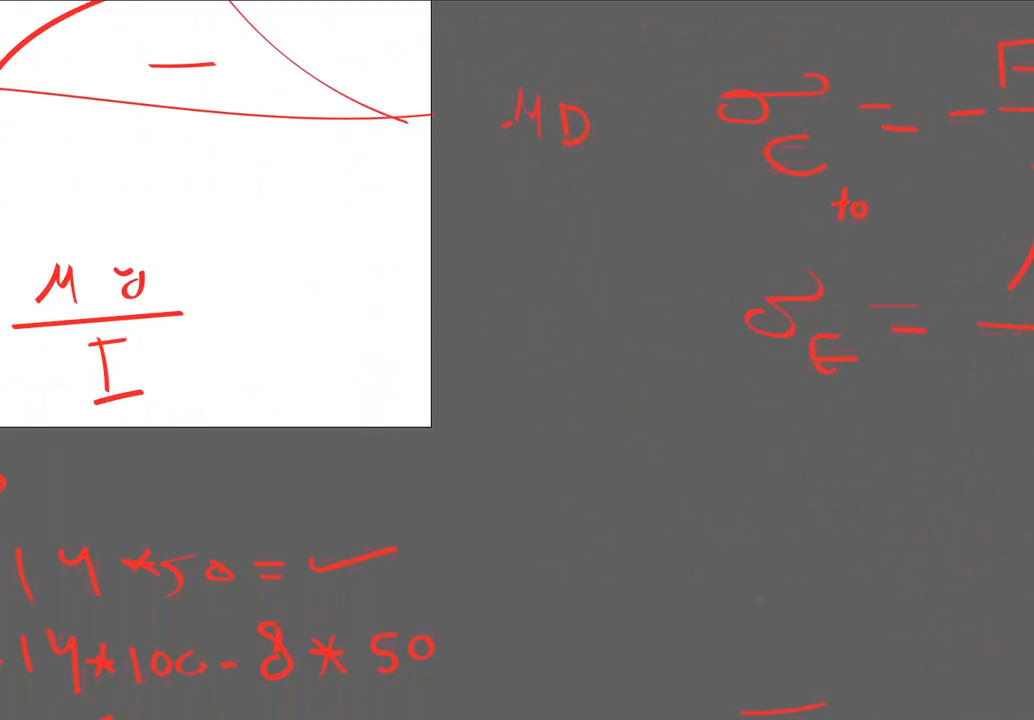 —
M y
I
MD
σ E = - F
to
σ E =
14 * 50 = ✓
14 * 100 - 8 * 50